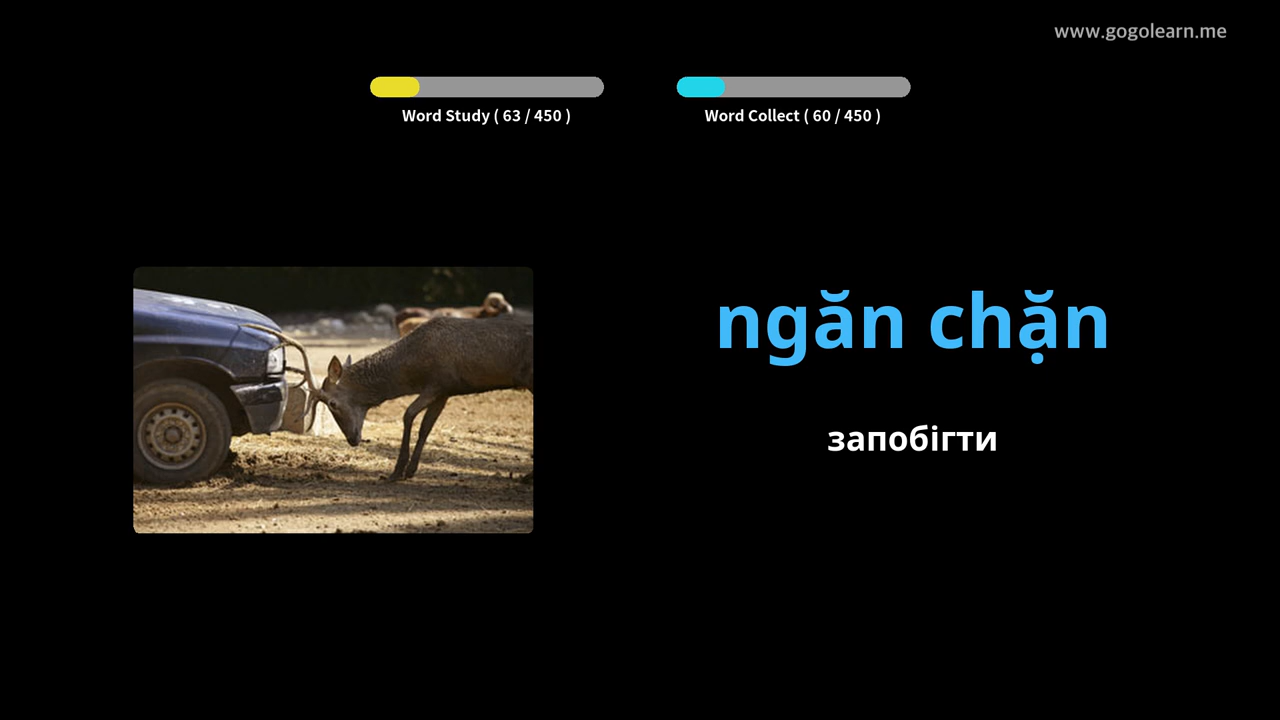 www.gogolearn.me
Word Study ( 63 / 450 )
Word Collect ( 60 / 450 )
ngăn chặn
запобігти